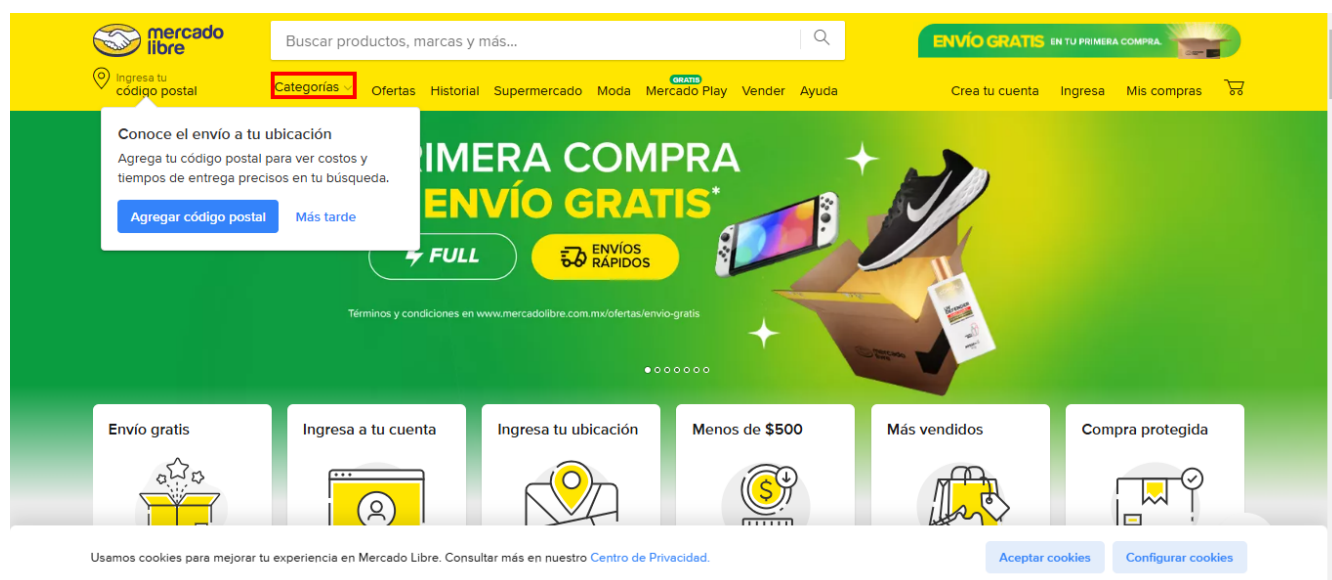 mercado
libre
Buscar productos, marcas y más...
ENVÍO GRATIS EN TU PRIMERA COMPRA.
Ingresa tu
código postal
Categorías
Ofertas
Historial
Supermercado
Moda
GRATIS
Mercado Play
Vender
Ayuda
Crea tu cuenta
Ingresa
Mis compras
Conoce el envío a tu ubicación
Agrega tu código postal para ver costos y
tiempos de entrega precisos en tu búsqueda.
Agregar código postal
Más tarde
IMERA COMPRA
ENVÍO GRATIS*
FULL
ENVÍOS
RÁPIDOS
Términos y condiciones en www.mercadolibre.com.mx/ofertas/envio-gratis
mercado
libre
DEFENDER
Envío gratis
Ingresa a tu cuenta
Ingresa tu ubicación
Menos de $500
Más vendidos
Compra protegida
Usamos cookies para mejorar tu experiencia en Mercado Libre. Consultar más en nuestro Centro de Privacidad.
Aceptar cookies
Configurar cookies